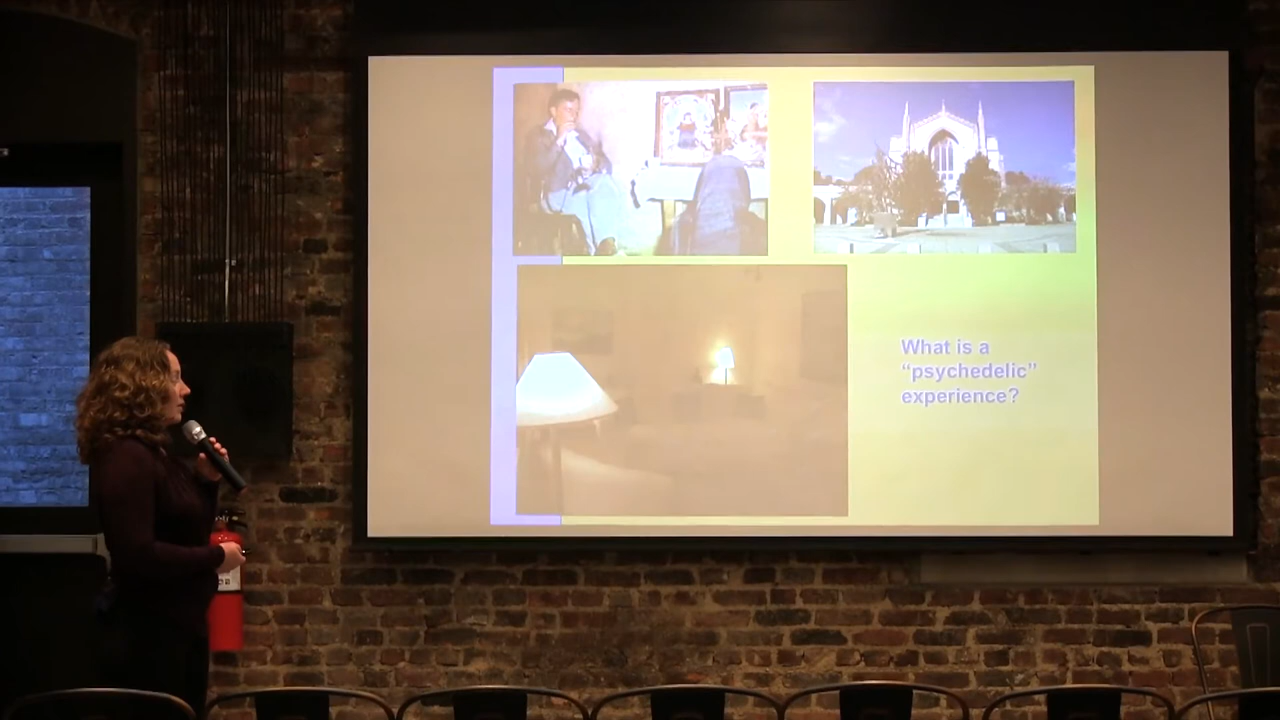 What is a
“psychedelic”
experience?